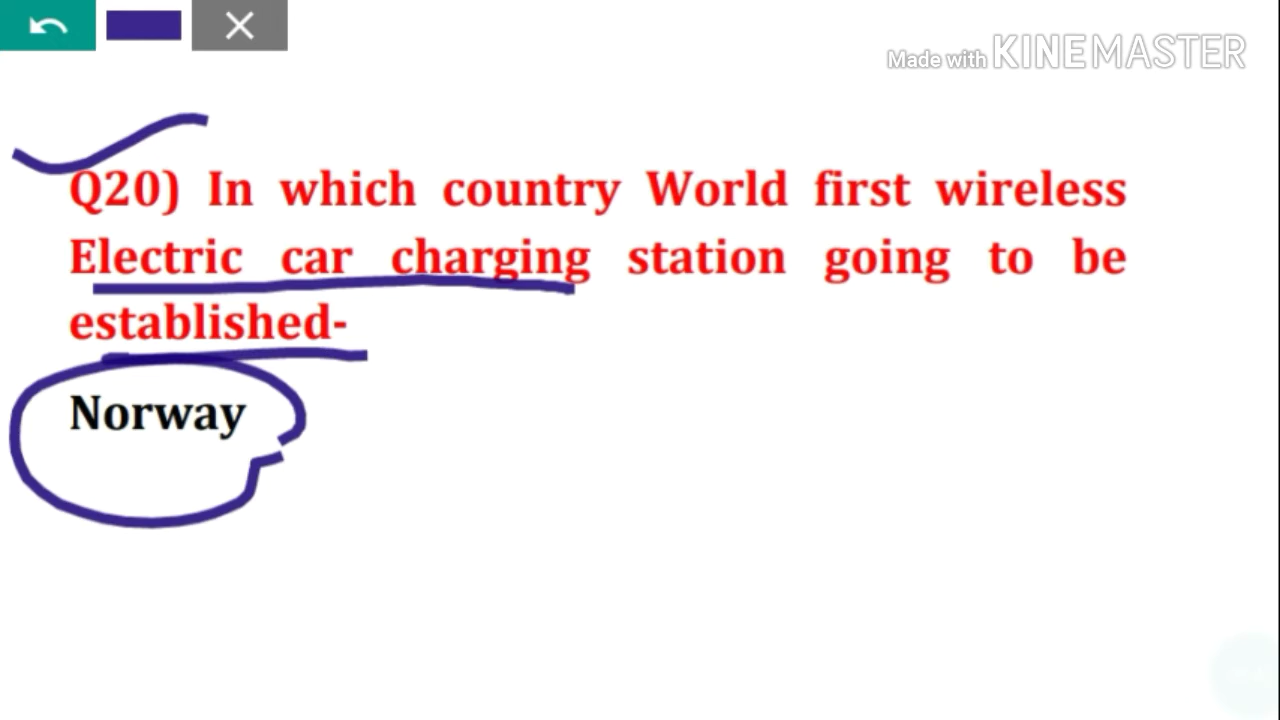 Made with KINEMASTER
Q20) In which country World first wireless
Electric car charging station going to be
established-
Norway